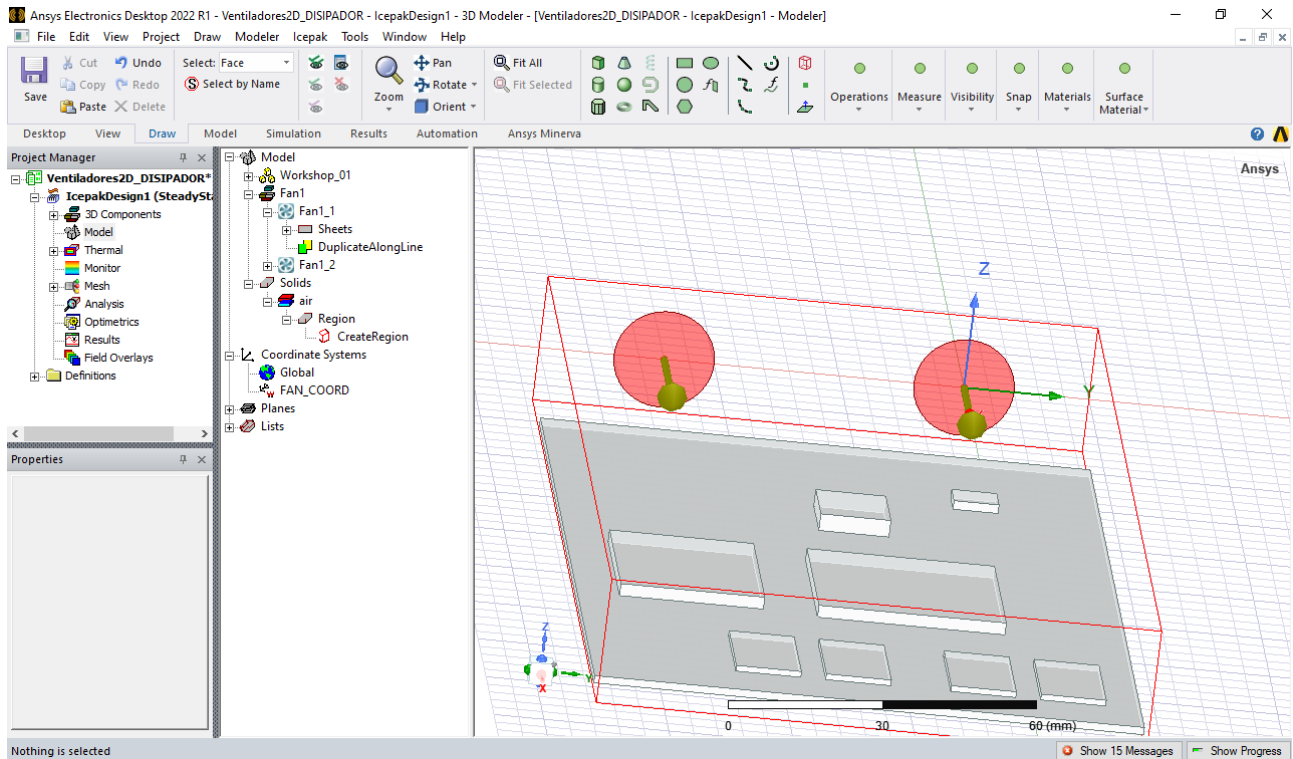 Ansys Electronics Desktop 2022 R1 - Ventiladores2D_DISIPADOR - IcepakDesign1 - 3D Modeler - [Ventiladores2D_DISIPADOR - IcepakDesign1 - Modeler]
File Edit View Project Draw Modeler Icepak Tools Window Help
Save
Cut Undo
Copy Redo
Paste Delete
Select: Face
Select by Name
Zoom
Pan
Rotate
Orient
Fit All
Fit Selected
Operations Measure Visibility Snap Materials Surface Material
Desktop View Draw Model Simulation Results Automation Ansys Minerva
Project Manager
Ventiladores2D_DISIPADOR*
IcepakDesign1 (SteadySta
3D Components
Model
Thermal
Monitor
Mesh
Analysis
Optimetrics
Results
Field Overlays
Definitions
Properties
Model
Workshop_01
Fan1
Fan1_1
Sheets
DuplicateAlongLine
Fan1_2
Solids
air
Region
CreateRegion
Coordinate Systems
Global
FAN_COORD
Planes
Lists
Ansys
Z
Y
Z
Y
X
0 30 60 (mm)
Nothing is selected
Show 15 Messages Show Progress